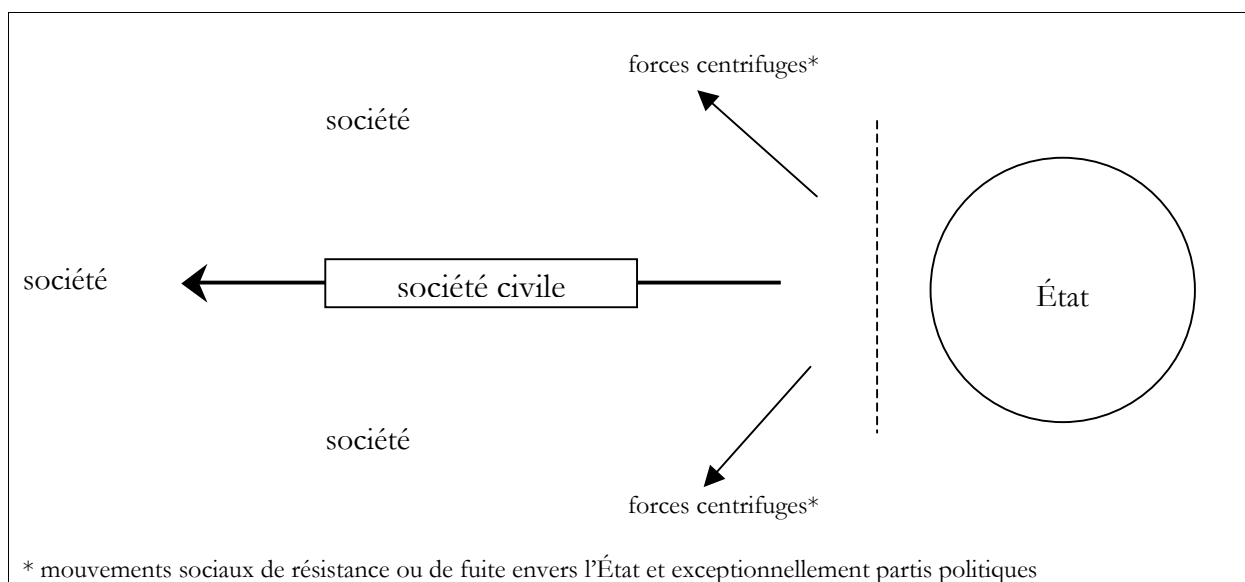 forces centrifuges*
société
société
société civile
État
société
forces centrifuges*
* mouvements sociaux de résistance ou de fuite envers l’État et exceptionnellement partis politiques